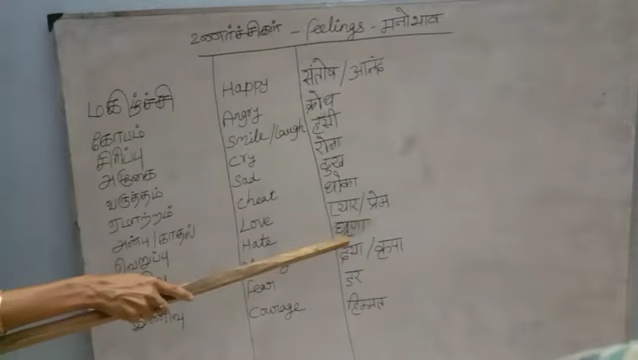 உணர்ச்சிகள் - feelings - मनोभाव
மகிழ்ச்சி Happy संतोष/आनंद
கோபம் Angry क्रोध
சிரிப்பு Smile/laugh हंसी
அழுகை Cry रोना
வருத்தம் Sad दुख
ஏமாற்றம் Cheat धोका
அன்பு/காதல் Love प्यार/प्रेम
வெறுப்பு Hate घृणा
दया/कृपा
fear डर
Courage हिम्मत